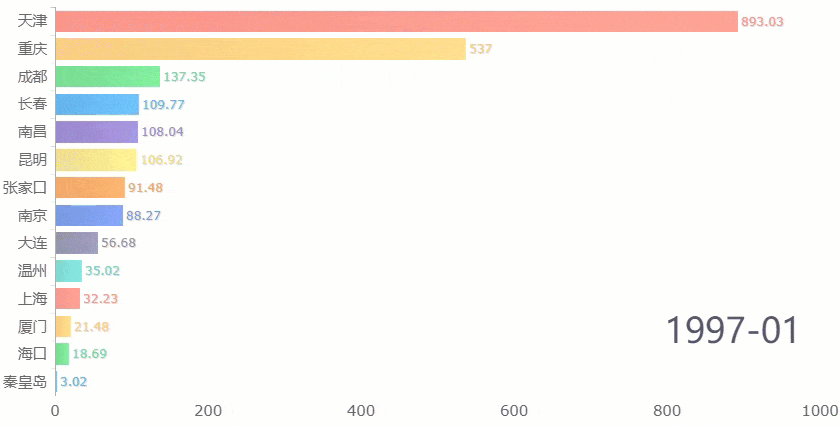 天津 893.03
重庆 537
成都 137.35
长春 109.77
南昌 108.04
昆明 106.92
张家口 91.48
南京 88.27
大连 56.68
温州 35.02
上海 32.23
厦门 21.48
海口 18.69
秦皇岛 3.02
1997-01
0 200 400 600 800 1000